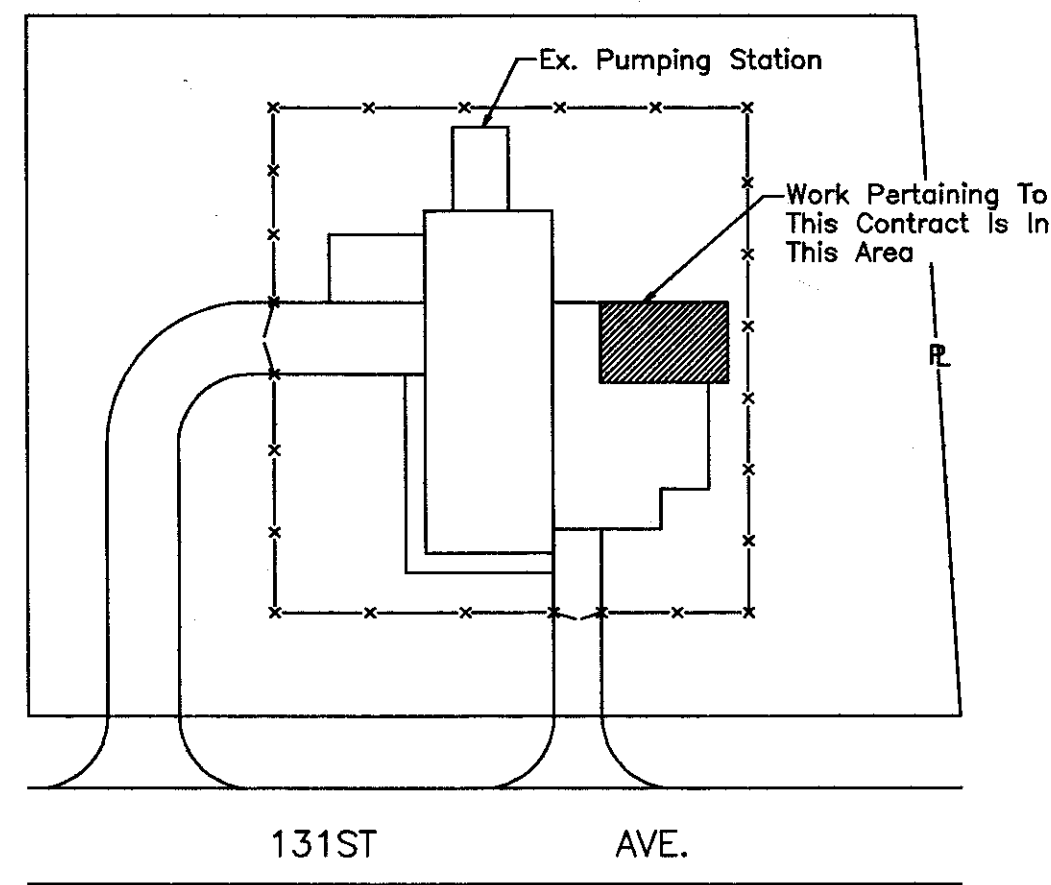 Ex. Pumping Station
Work Pertaining To
This Contract Is In
This Area
PL
131ST AVE.